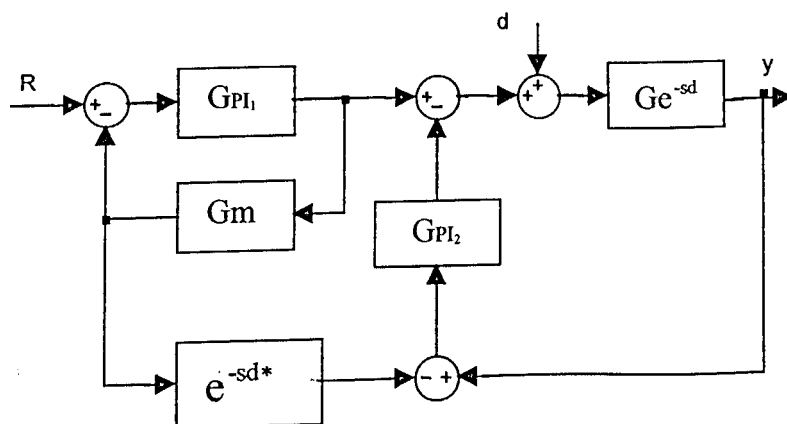 d
R
y
+
-
GPI₁
+
-
+
+
Ge⁻ˢᵈ
Gm
GPI₂
e⁻ˢᵈ*
-
+